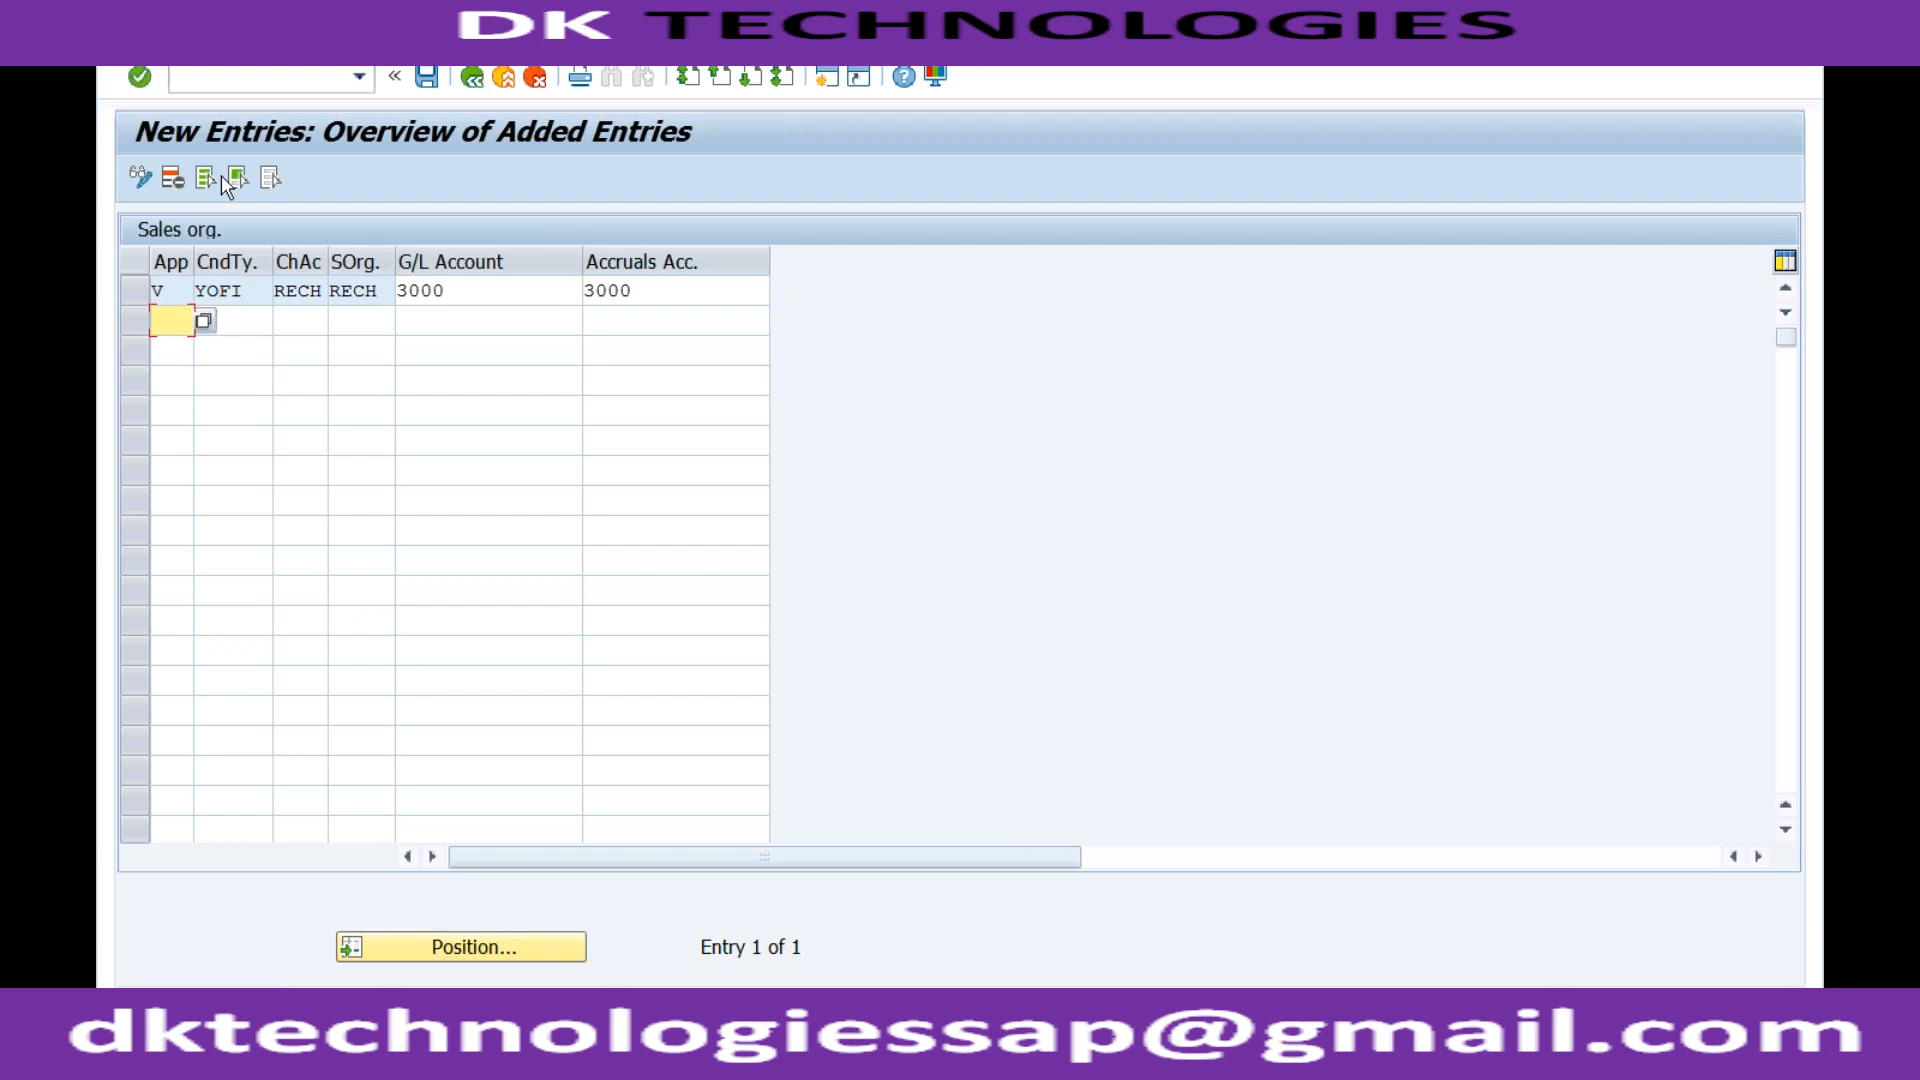 DK TECHNOLOGIES
New Entries: Overview of Added Entries
Sales org.
App CndTy. ChAc SOrg. G/L Account Accruals Acc.
V YOFI RECH RECH 3000 3000
Position... Entry 1 of 1
dktechnologiessap@gmail.com